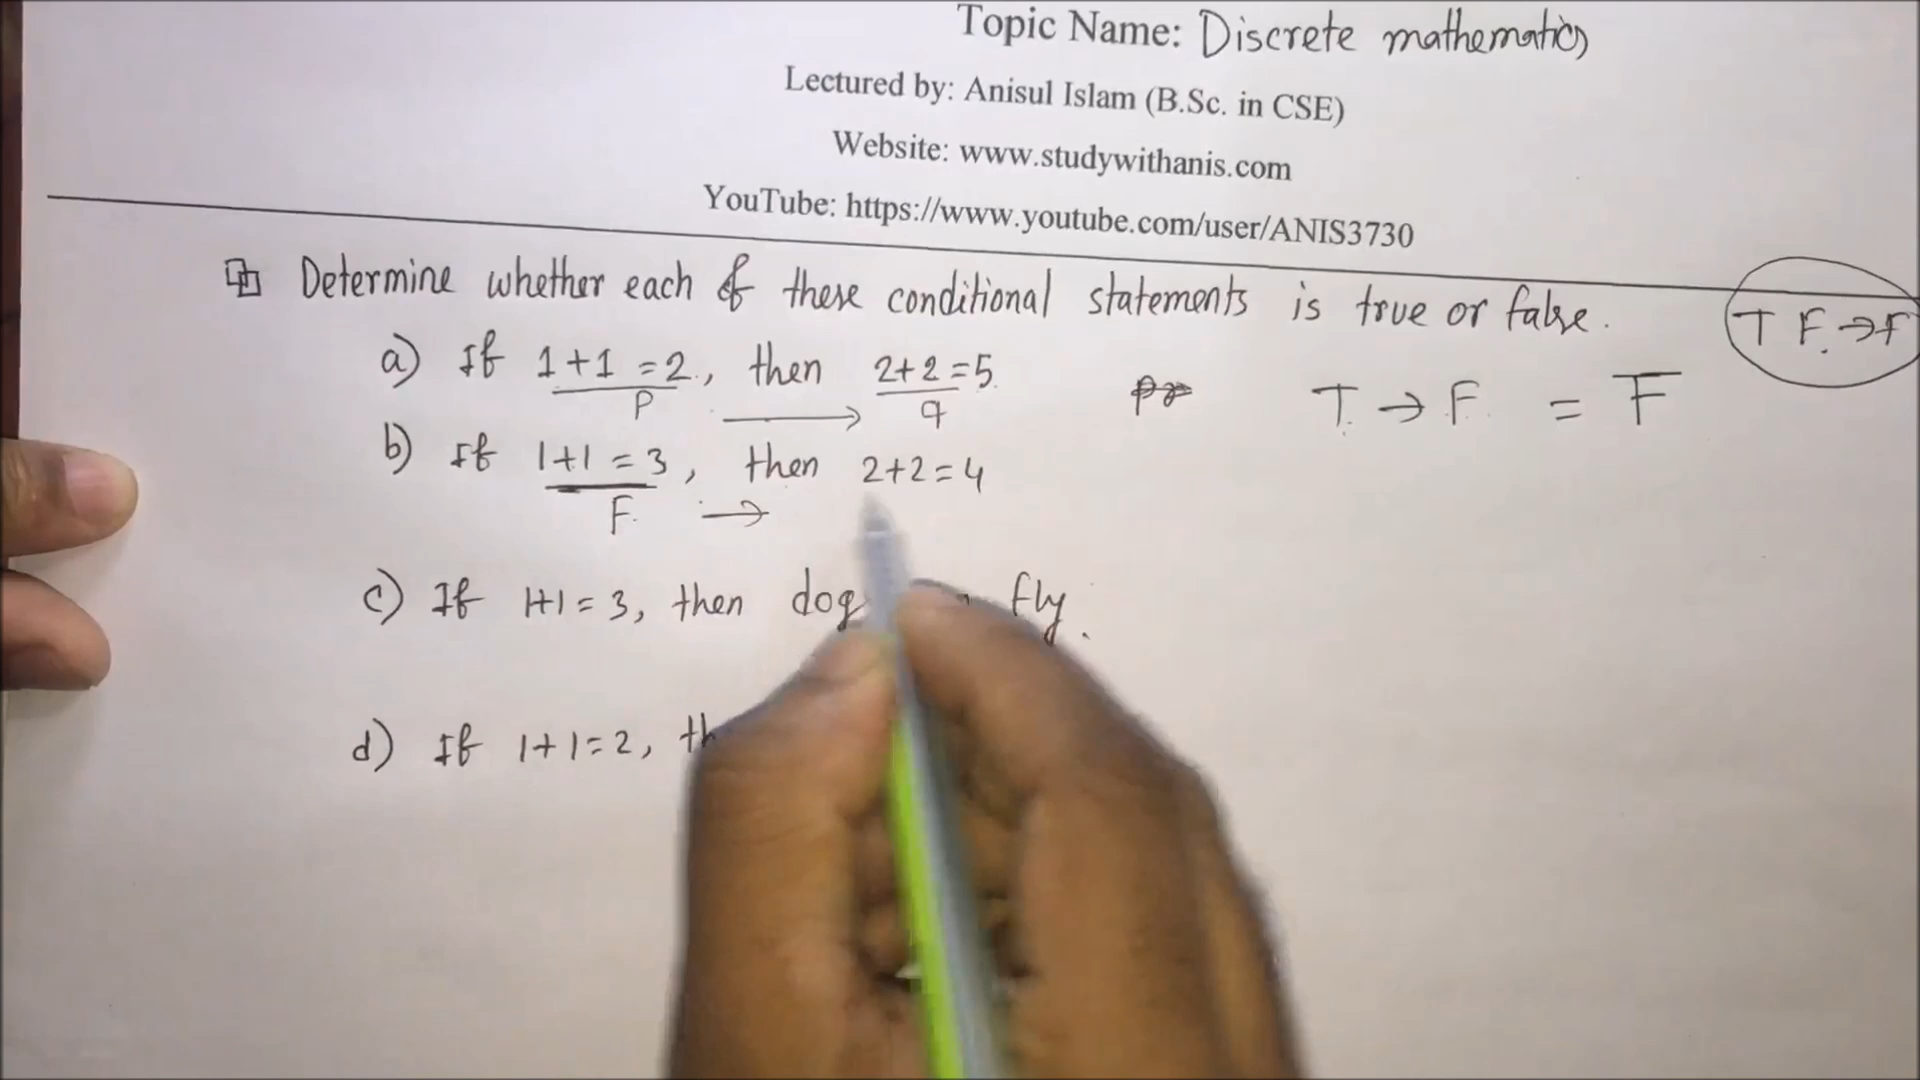 Topic Name: Discrete mathematics
Lectured by: Anisul Islam (B.Sc. in CSE)
Website: www.studywithanis.com
YouTube: https://www.youtube.com/user/ANIS3730
Determine whether each of these conditional statements is true or false.
T F → F
a) If 1+1=2, then 2+2=5
P → q
T → F = F
b) If 1+1=3, then 2+2=4
F →
c) If 1+1=3, then dog fly.
d) If 1+1=2,